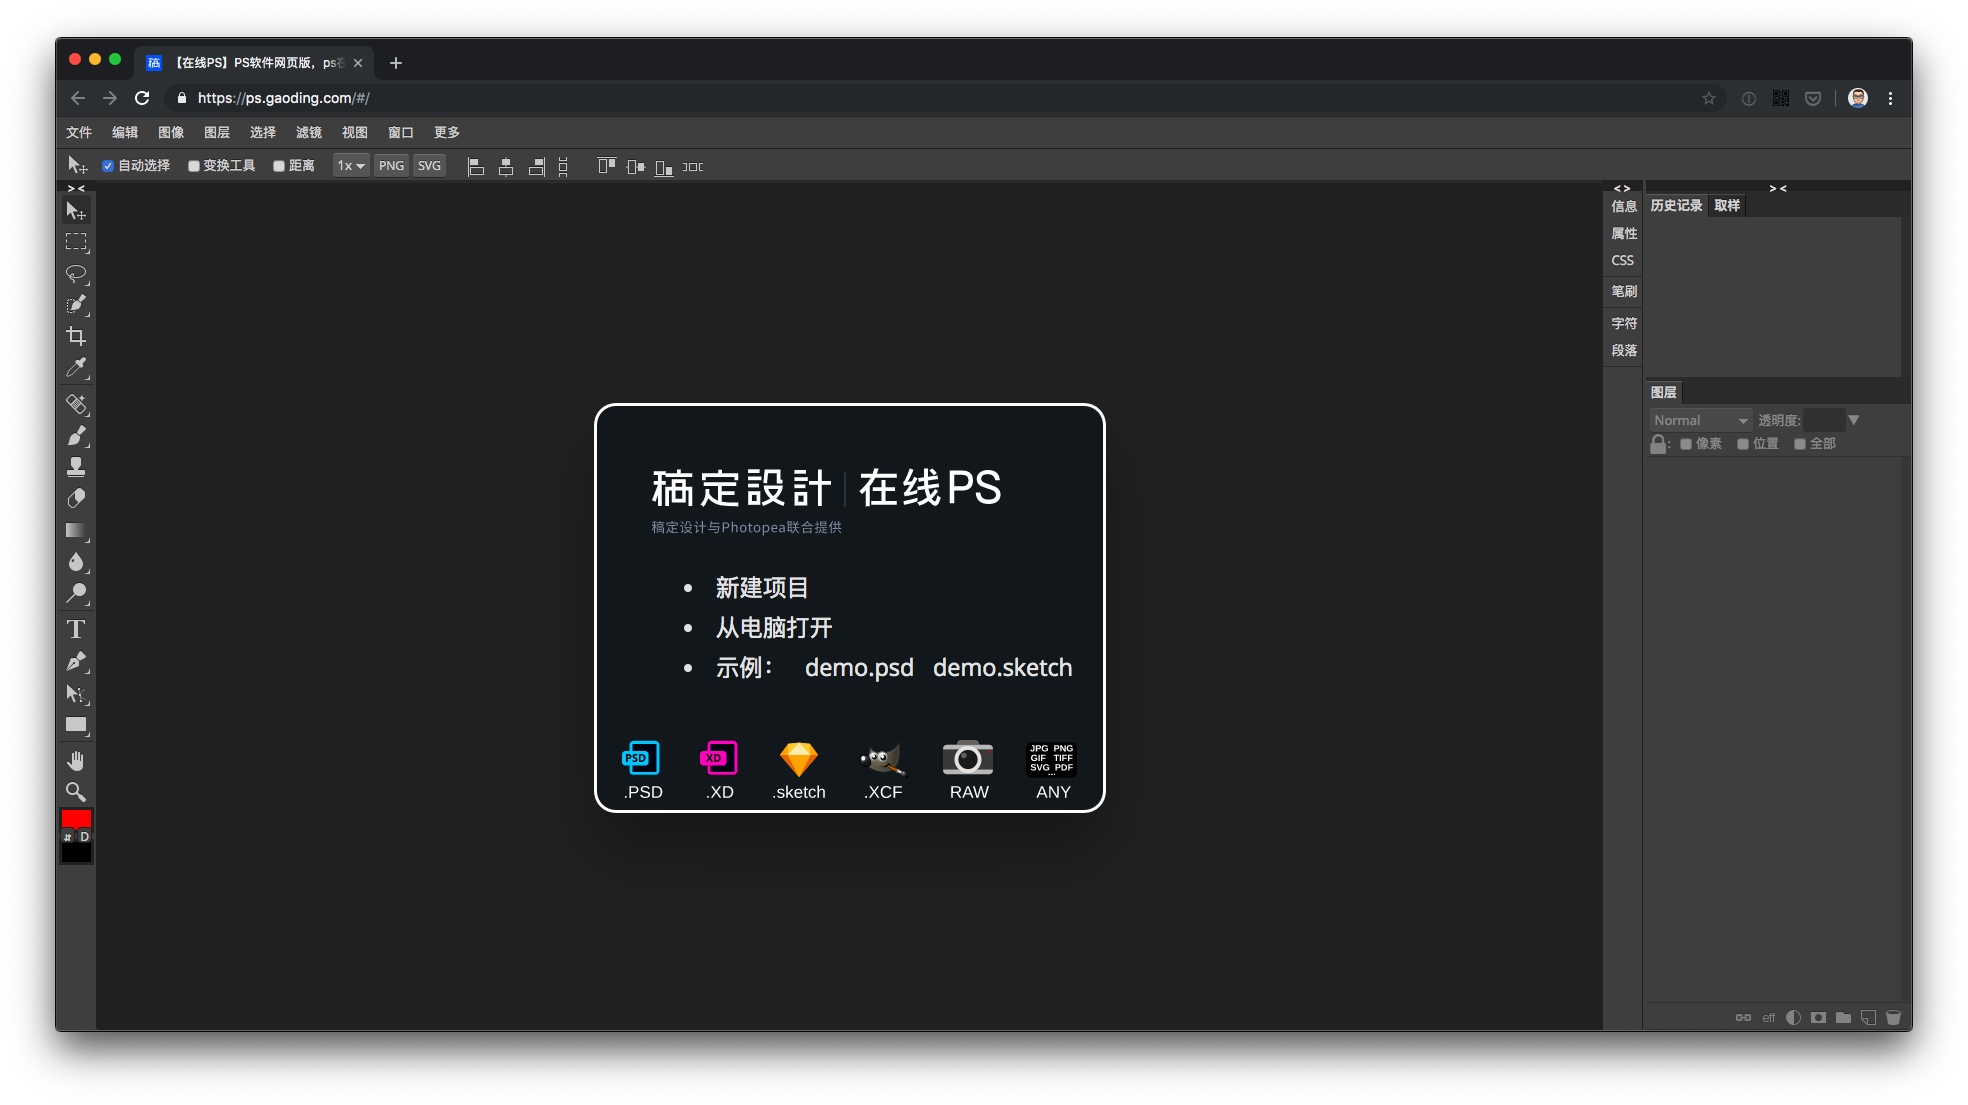 稿 【在线PS】PS软件网页版，ps在
https://ps.gaoding.com/#/
文件 编辑 图像 图层 选择 滤镜 视图 窗口 更多
自动选择 变换工具 距离 1x PNG SVG
> <
< >
> <
信息
属性
CSS
笔刷
字符
段落
历史记录 取样
图层
Normal 透明度:
: 像素 位置 全部
T
D
稿定設計 在线PS
稿定设计与Photopea联合提供
• 新建项目
• 从电脑打开
• 示例： demo.psd demo.sketch
PSD
XD
JPG PNG
GIF TIFF
SVG PDF
...
.PSD .XD .sketch .XCF RAW ANY
eff